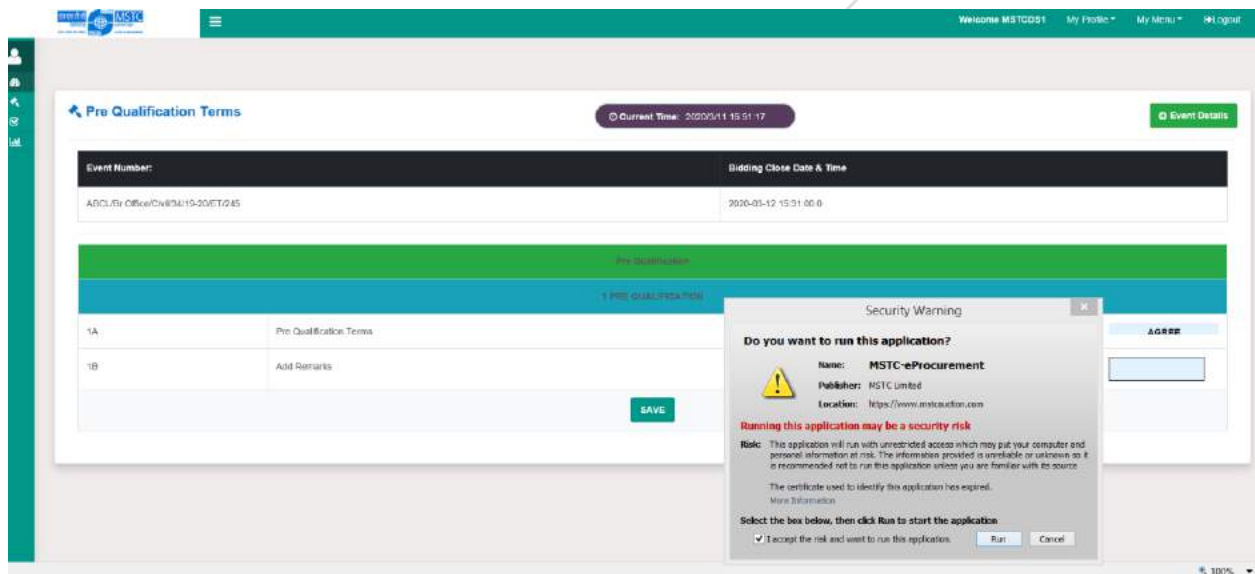 MSTC
Welcome MSTCDS1 My Profile My Menu Logout
Pre Qualification Terms
Current Time: 2020/3/11 15:51:17
Event Details
Event Number:
Bidding Close Date & Time
ABCL/Br Office/Civil/34/19-20/ET/245
2020-03-12 15:31:00.0
Pre Qualification
1 PRE QUALIFICATION
1A Pre Qualification Terms AGREE
1B Add Remarks
SAVE
Security Warning
Do you want to run this application?
Name: MSTC-eProcurement
Publisher: MSTC Limited
Location: https://www.mstcauction.com
Running this application may be a security risk
Risk: This application will run with unrestricted access which may put your computer and
personal information at risk. The information provided is unreliable or unknown so it
is recommended not to run this application unless you are familiar with its source
The certificate used to identify this application has expired.
More Information
Select the box below, then click Run to start the application
I accept the risk and want to run this application.
Run Cancel
100%